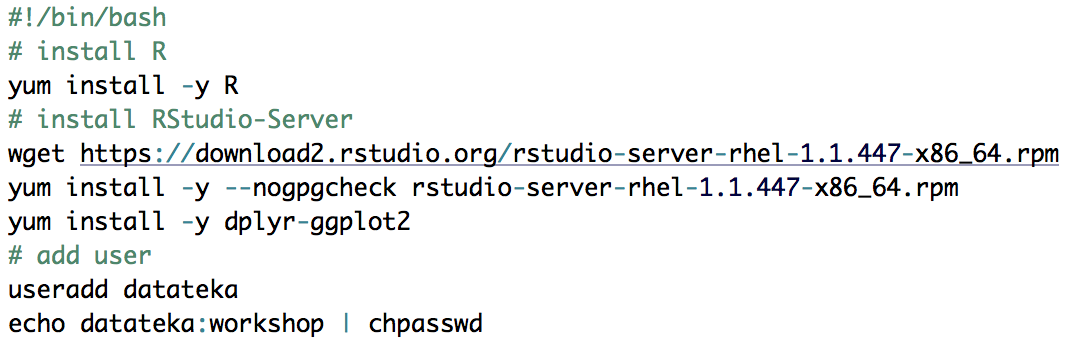 #!/bin/bash
# install R
yum install -y R
# install RStudio-Server
wget https://download2.rstudio.org/rstudio-server-rhel-1.1.447-x86_64.rpm
yum install -y --nogpgcheck rstudio-server-rhel-1.1.447-x86_64.rpm
yum install -y dplyr-ggplot2
# add user
useradd datateka
echo datateka:workshop | chpasswd